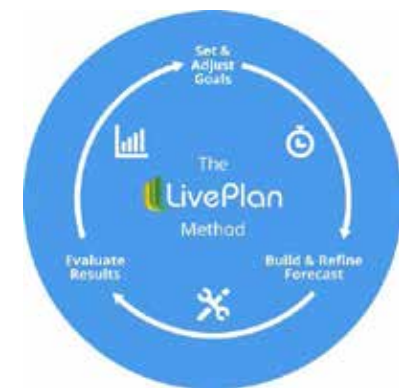 Set &
Adjust
Goals
The
LivePlan
Method
Evaluate
Results
Build & Refine
Forecast